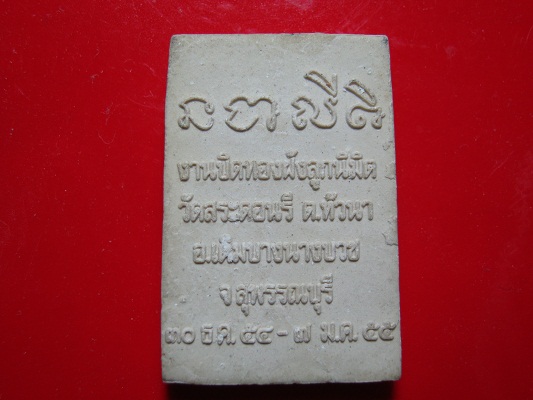 งานปิดทองฝังลูกนิมิต
วัดสระดอนรี ต.หัวนา
อ.เดิมบางนางบวช
จ.สุพรรณบุรี
๓๐ ธ.ค. ๕๔ - ๗ ม.ค. ๕๕